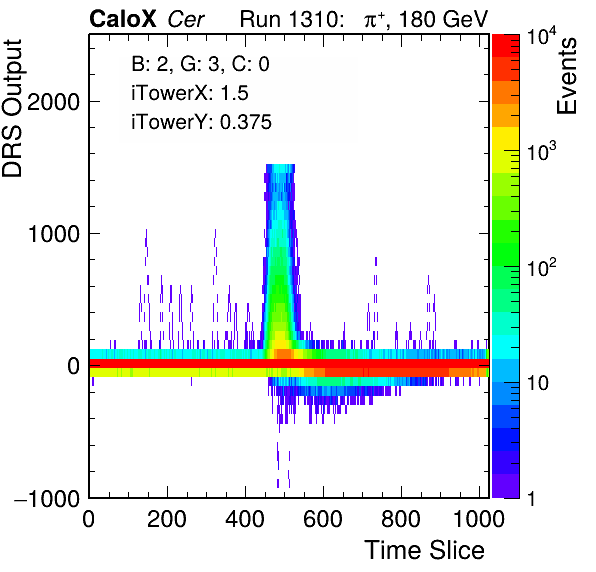 CaloX Cer Run 1310: π⁺, 180 GeV
B: 2, G: 3, C: 0
iTowerX: 1.5
iTowerY: 0.375
DRS Output
2000
1000
0
−1000
0 200 400 600 800 1000
Time Slice
Events
10⁴
10³
10²
10
1